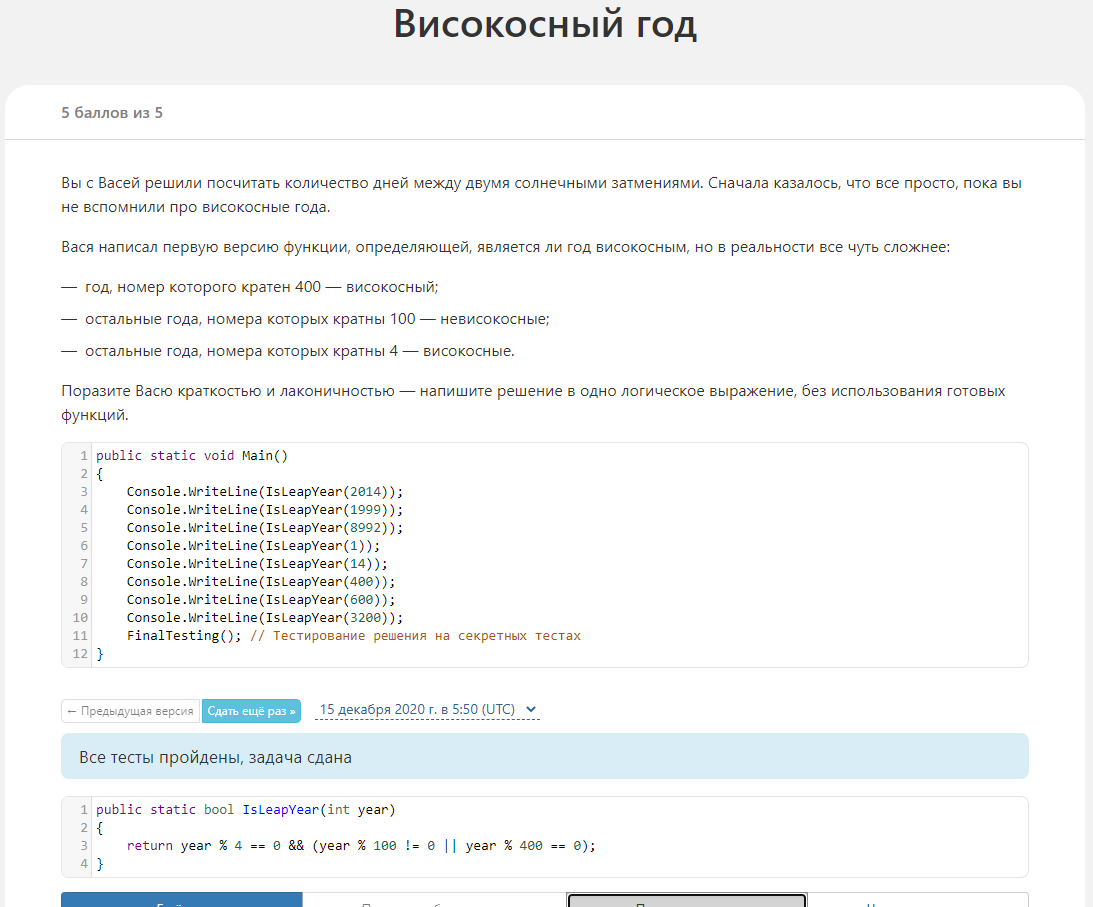 Високосный год
5 баллов из 5
Вы с Васей решили посчитать количество дней между двумя солнечными затмениями. Сначала казалось, что все просто, пока вы
не вспомнили про високосные года.
Вася написал первую версию функции, определяющей, является ли год високосным, но в реальности все чуть сложнее:
— год, номер которого кратен 400 — високосный;
— остальные года, номера которых кратны 100 — невисокосные;
— остальные года, номера которых кратны 4 — високосные.
Поразите Васю краткостью и лаконичностью — напишите решение в одно логическое выражение, без использования готовых
функций.
1 public static void Main()
2 {
3     Console.WriteLine(IsLeapYear(2014));
4     Console.WriteLine(IsLeapYear(1999));
5     Console.WriteLine(IsLeapYear(8992));
6     Console.WriteLine(IsLeapYear(1));
7     Console.WriteLine(IsLeapYear(14));
8     Console.WriteLine(IsLeapYear(400));
9     Console.WriteLine(IsLeapYear(600));
10     Console.WriteLine(IsLeapYear(3200));
11     FinalTesting(); // Тестирование решения на секретных тестах
12 }
← Предыдущая версия Сдать ещё раз » 15 декабря 2020 г. в 5:50 (UTC)
Все тесты пройдены, задача сдана
1 public static bool IsLeapYear(int year)
2 {
3     return year % 4 == 0 && (year % 100 != 0 || year % 400 == 0);
4 }